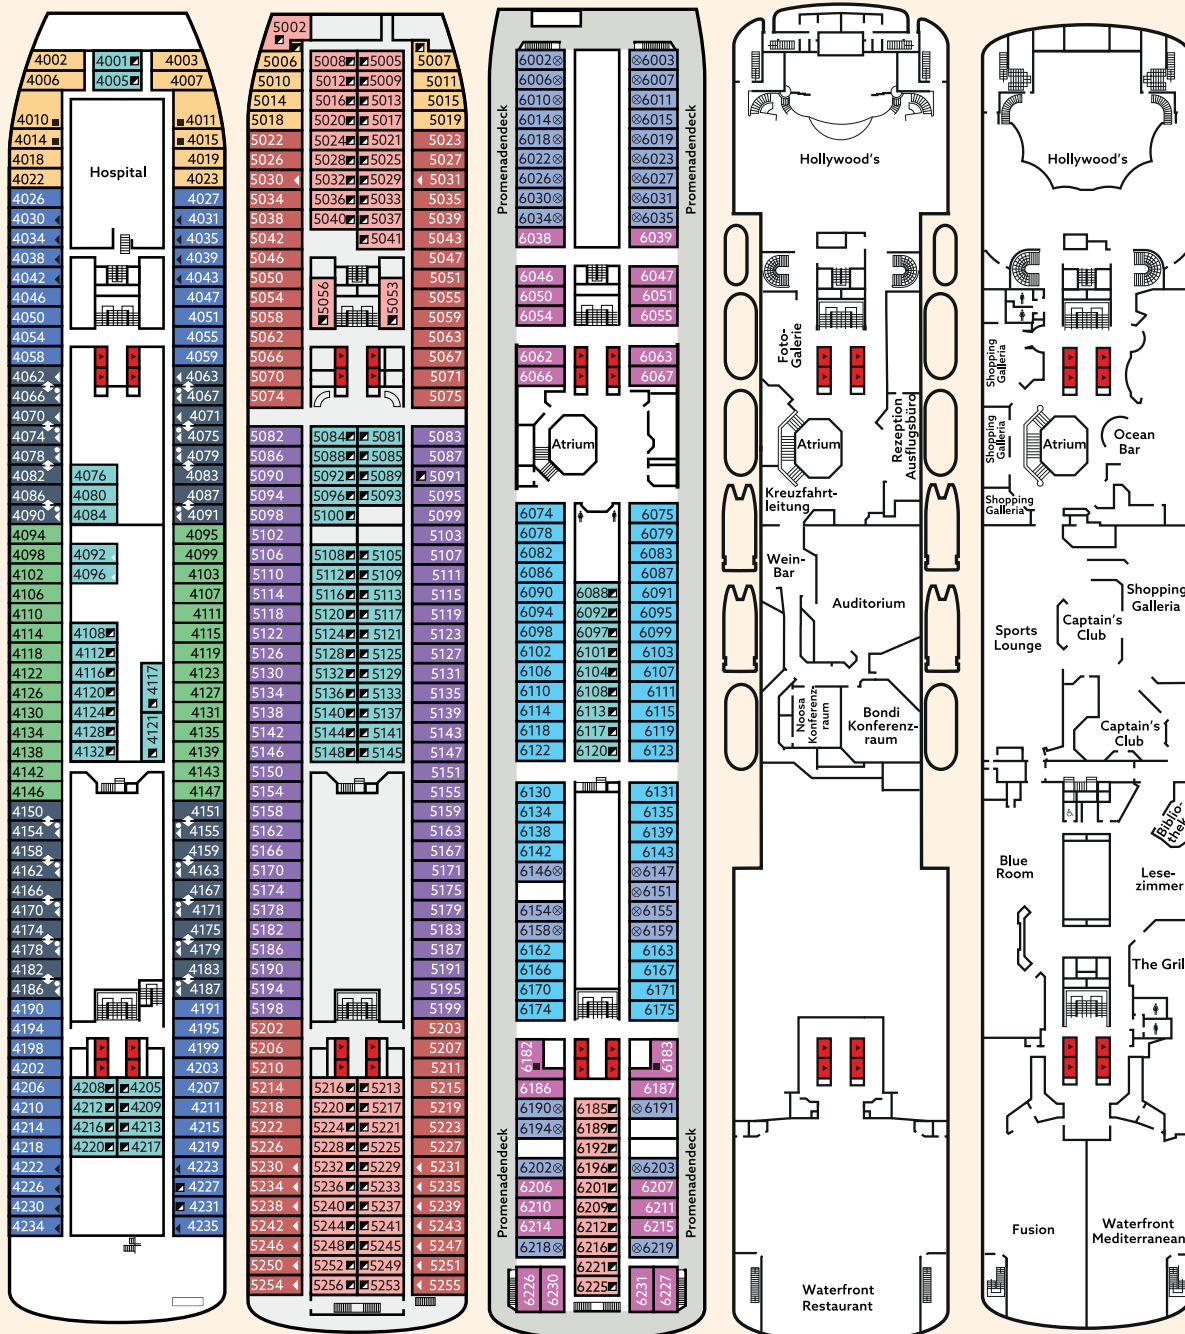 4002 4001 4003
4006 4005 4007
4010 4011
4014 4015
4018 4019
Hospital
4022 4023
4026 4027
4030 4031
4034 4035
4038 4039
4042 4043
4046 4047
4050 4051
4054 4055
4058 4059
4062 4063
4066 4067
4070 4071
4074 4075
4078 4079
4082 4076 4083
4086 4080 4087
4090 4084 4091
4094 4095
4098 4092 4099
4102 4096 4103
4106 4107
4110 4111
4114 4108 4115
4118 4112 4119
4122 4116 4117 4123
4126 4120 4127
4130 4124 4121 4131
4134 4128 4135
4138 4132 4139
4142 4143
4146 4147
4150 4151
4154 4155
4158 4159
4162 4163
4166 4167
4170 4171
4174 4175
4178 4179
4182 4183
4186 4187
4190 4191
4194 4195
4198 4199
4202 4203
4206 4208 4205 4207
4210 4212 4209 4211
4214 4216 4213 4215
4218 4220 4217 4219
4222 4223
4226 4227
4230 4231
4234 4235
5002
5006 5008 5005 5007
5010 5012 5009 5011
5014 5016 5013 5015
5018 5020 5017 5019
5022 5024 5021 5023
5026 5028 5025 5027
5030 5032 5029 5031
5034 5036 5033 5035
5038 5040 5037 5039
5042 5041 5043
5046 5047
5050 5051
5054 5056 5053 5055
5058 5059
5062 5063
5066 5067
5070 5071
5074 5075
5082 5084 5081 5083
5086 5088 5085 5087
5090 5092 5089 5091
5094 5096 5093 5095
5098 5100 5099
5102 5103
5106 5108 5105 5107
5110 5112 5109 5111
5114 5116 5113 5115
5118 5120 5117 5119
5122 5124 5121 5123
5126 5128 5125 5127
5130 5132 5129 5131
5134 5136 5133 5135
5138 5140 5137 5139
5142 5144 5141 5143
5146 5148 5145 5147
5150 5151
5154 5155
5158 5159
5162 5163
5166 5167
5170 5171
5174 5175
5178 5179
5182 5183
5186 5187
5190 5191
5194 5195
5198 5199
5202 5203
5206 5207
5210 5211
5214 5216 5213 5215
5218 5220 5217 5219
5222 5224 5221 5223
5226 5228 5225 5227
5230 5232 5229 5231
5234 5236 5233 5235
5238 5240 5237 5239
5242 5244 5241 5243
5246 5248 5245 5247
5250 5252 5249 5251
5254 5256 5253 5255
Promenadendeck
Promenadendeck
6002 6003
6006 6007
6010 6011
6014 6015
6018 6019
6022 6023
6026 6027
6030 6031
6034 6035
6038 6039
6046 6047
6050 6051
6054 6055
6062 6063
6066 6067
Atrium
6074 6075
6078 6079
6082 6083
6086 6087
6090 6088 6091
6094 6092 6095
6098 6097 6099
6102 6101 6103
6106 6104 6107
6110 6108 6111
6114 6113 6115
6118 6117 6119
6122 6120 6123
6130 6131
6134 6135
6138 6139
6142 6143
6146 6147
6151
6154 6155
6158 6159
6162 6163
6166 6167
6170 6171
6174 6175
6182 6183
6186 6187
6190 6185 6191
6194 6189
6192
6202 6196 6203
6206 6201 6207
6210 6209 6211
6214 6212 6215
6218 6216 6219
6221
6226 6230 6225 6231 6227
Promenadendeck
Promenadendeck
Hollywood's
Foto-
Galerie
Atrium
Rezeption
Ausflugsbüro
Kreuzfahrt-
leitung
Wein-
Bar
Auditorium
Noosa
Konferenz-
raum
Bondi
Konferenz-
raum
Waterfront
Restaurant
Hollywood's
Shopping
Galleria
Shopping
Galleria
Atrium
Ocean
Bar
Shopping
Galleria
Shopping
Galleria
Sports
Lounge
Captain's
Club
Captain's
Club
Biblio-
thek
Blue
Room
Lese-
zimmer
The Grill
Fusion
Waterfront
Mediterranean